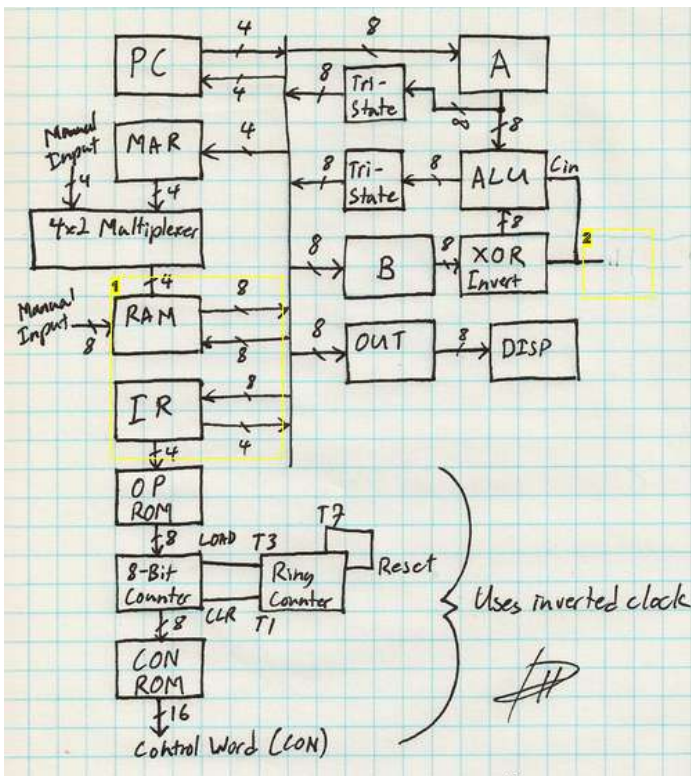 4
8
PC
A
4
8
Tri-
State
8
8
Manual
Input
MAR
4
4
4
8
Tri-
State
8
ALU
Cin
8
4x2 Multiplexer
8
B
8
XOR
Invert
2
1
4
Manual
Input
8
RAM
8
8
8
OUT
8
DISP
IR
8
4
4
OP
ROM
8
LOAD
T3
T7
8-Bit
Counter
Ring
Counter
Reset
8
CLR
T1
Uses inverted clock
CON
ROM
16
Control Word (CON)